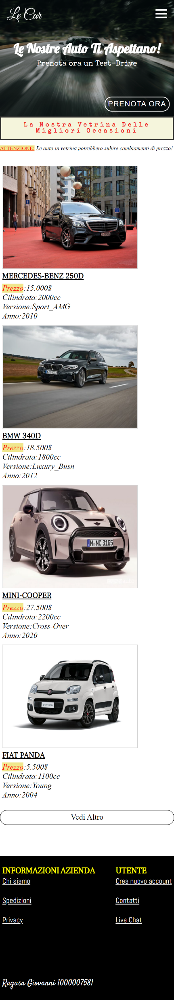 Le Car
Le Nostre Auto Ti Aspettano!
Prenota ora un Test-Drive
PRENOTA ORA
La Nostra Vetrina Delle
Migliori Occasioni
ATTENZIONE: Le auto in vetrina potrebbero subire cambiamenti di prezzo!
MERCEDES-BENZ 250D
Prezzo:15.000$
Cilindrata:2000cc
Versione:Sport_AMG
Anno:2010
BMW 340D
Prezzo:18.500$
Cilindrata:1800cc
Versione:Luxury_Busn
Anno:2012
M NC 3105
MINI-COOPER
Prezzo:27.500$
Cilindrata:2200cc
Versione:Cross-Over
Anno:2020
panda
FIAT PANDA
Prezzo:5.500$
Cilindrata:1100cc
Versione:Young
Anno:2004
Vedi Altro
INFORMAZIONI AZIENDA
Chi siamo
Spedizioni
Privacy
UTENTE
Crea nuovo account
Contatti
Live Chat
Ragusa Giovanni 1000007581